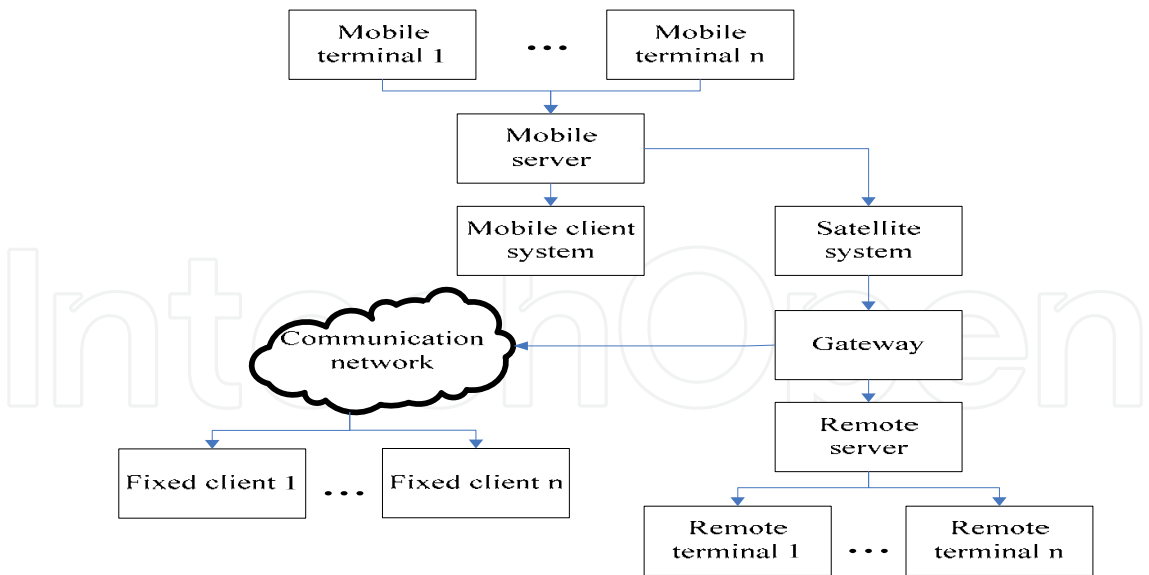 Mobile
terminal 1
...
Mobile
terminal n
Mobile
server
Mobile client
system
Satellite
system
Communication
network
Gateway
Remote
server
Fixed client 1
...
Fixed client n
Remote
terminal 1
...
Remote
terminal n
IntechOpen